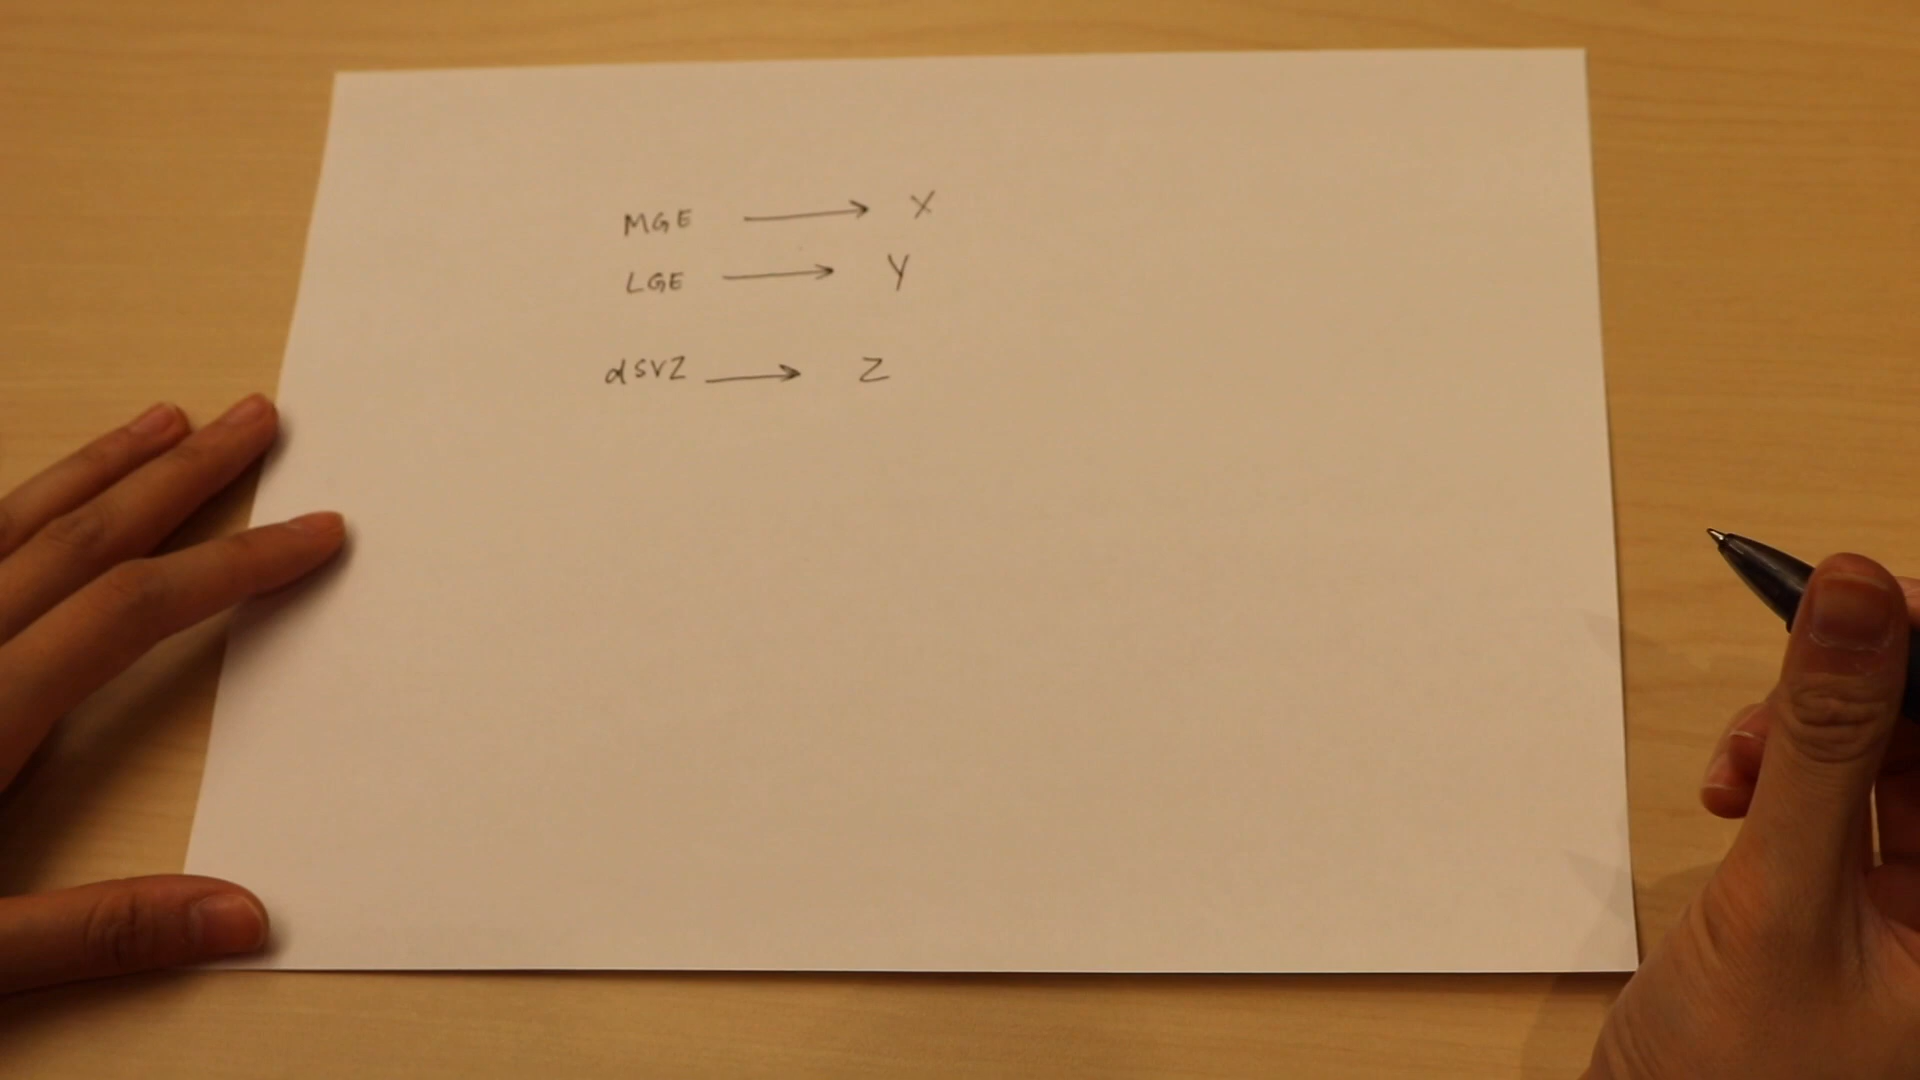 MGE → X
LGE → Y
dSVZ → Z